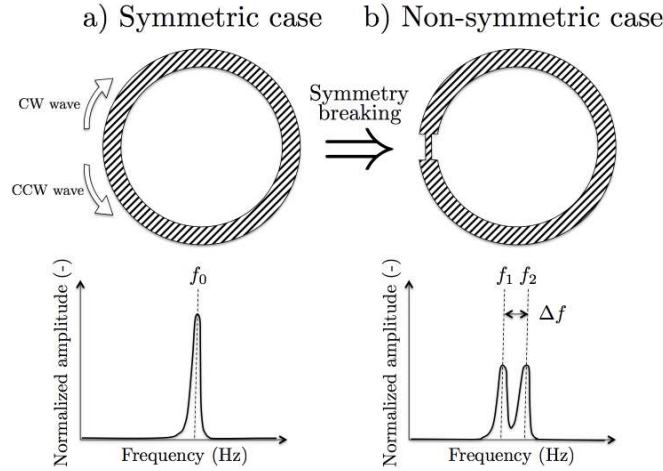 a) Symmetric case
b) Non-symmetric case
CW wave
CCW wave
Symmetry
breaking
Normalized amplitude (-)
f₀
Frequency (Hz)
Normalized amplitude (-)
f₁ f₂
Δf
Frequency (Hz)